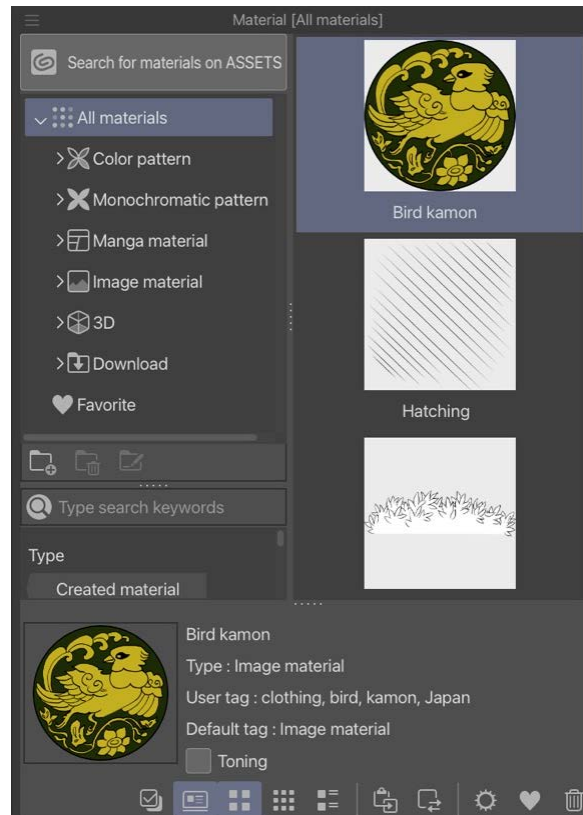 Material [All materials]
Search for materials on ASSETS
All materials
Color pattern
Monochromatic pattern
Manga material
Image material
3D
Download
Favorite
Type search keywords
Type
Created material
Bird kamon
Hatching
Bird kamon
Type : Image material
User tag : clothing, bird, kamon, Japan
Default tag : Image material
Toning